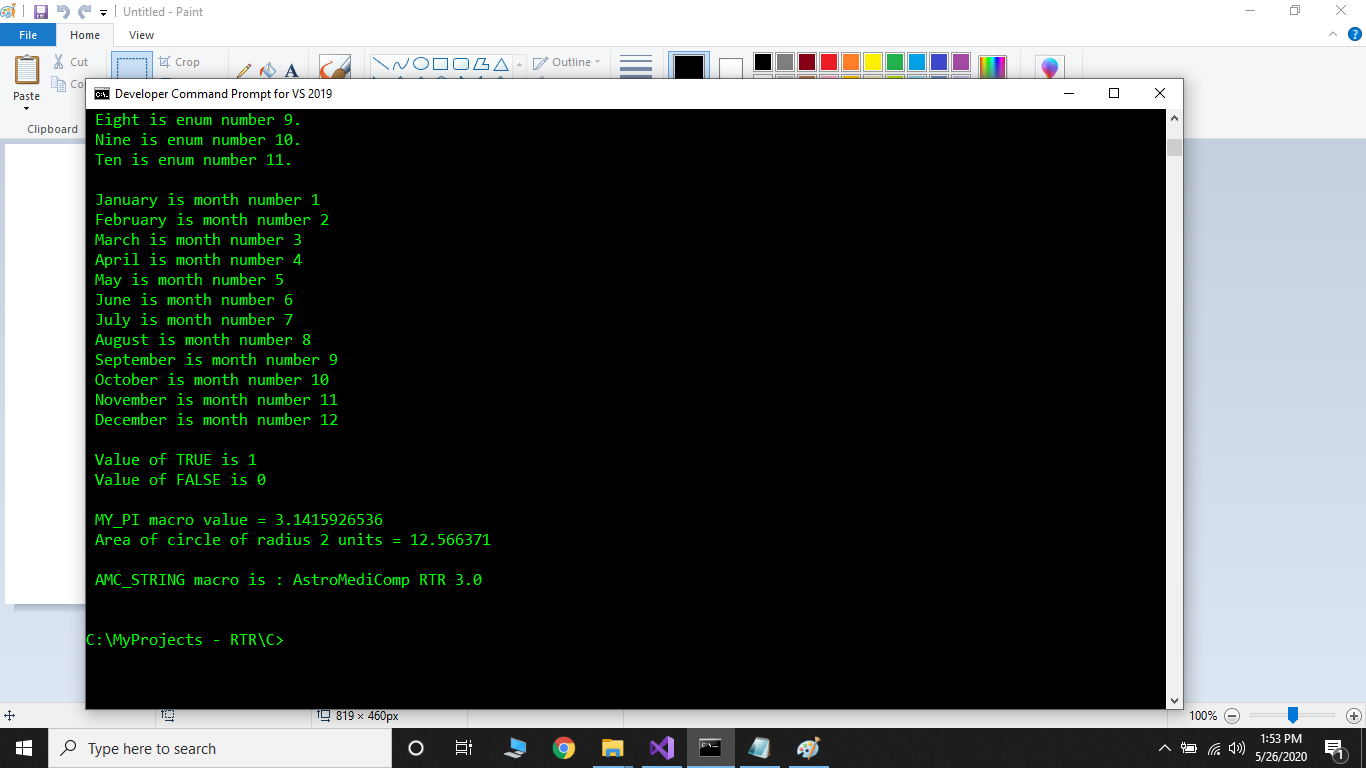 Untitled - Paint
File
Home
View
Cut
Crop
Outline
Paste
Clipboard
Developer Command Prompt for VS 2019
Eight is enum number 9.
Nine is enum number 10.
Ten is enum number 11.
January is month number 1
February is month number 2
March is month number 3
April is month number 4
May is month number 5
June is month number 6
July is month number 7
August is month number 8
September is month number 9
October is month number 10
November is month number 11
December is month number 12
Value of TRUE is 1
Value of FALSE is 0
MY_PI macro value = 3.1415926536
Area of circle of radius 2 units = 12.566371
AMC_STRING macro is : AstroMediComp RTR 3.0
C:\MyProjects - RTR\C>
819 × 460px
100%
Type here to search
1:53 PM
5/26/2020
1